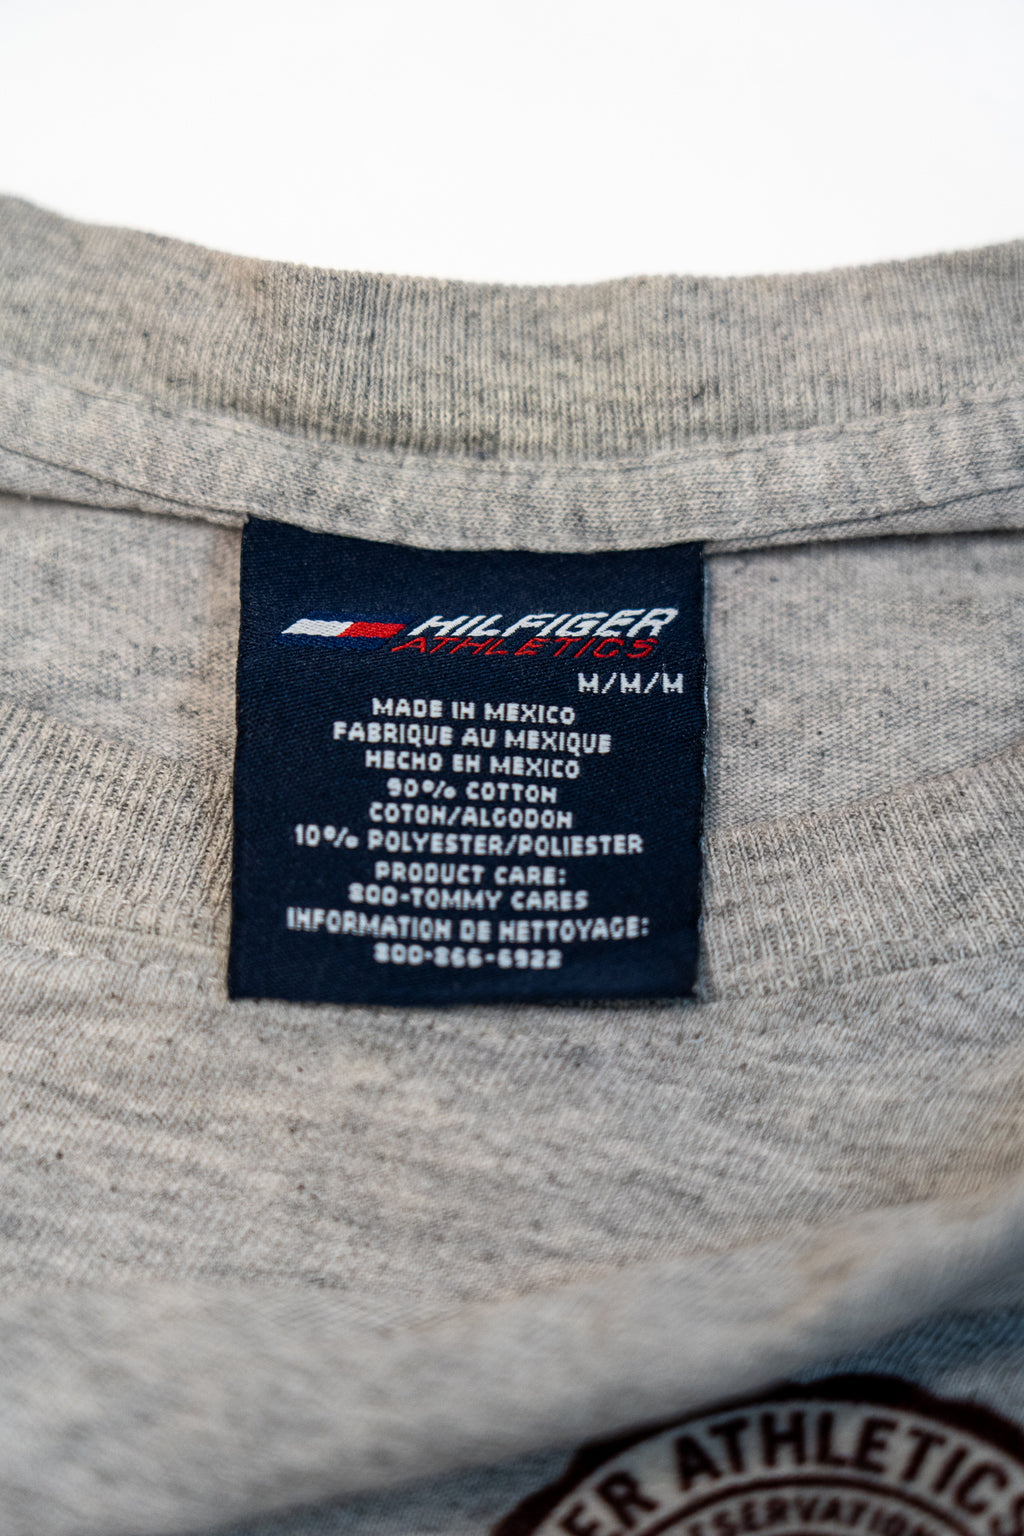 HILFIGER
ATHLETICS
M/M/M
MADE IN MEXICO
FABRIQUE AU MEXIQUE
HECHO EN MEXICO
90% COTTON
COTON/ALGODON
10% POLYESTER/POLIESTER
PRODUCT CARE:
800-TOMMY CARES
INFORMATION DE NETTOYAGE:
800-866-6922
ER ATHLETICS
ESERVATION